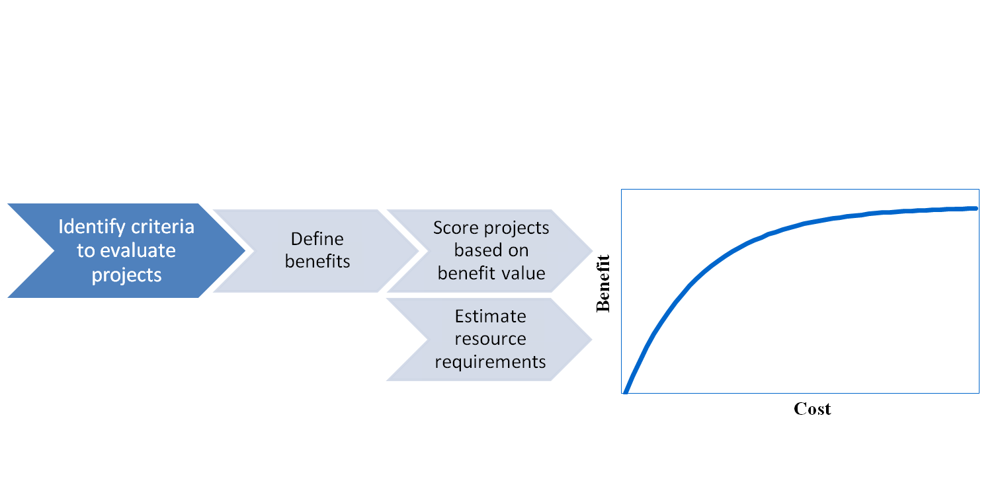 Identify criteria
to evaluate
projects
Define
benefits
Score projects
based on
benefit value
Estimate
resource
requirements
Benefit
Cost